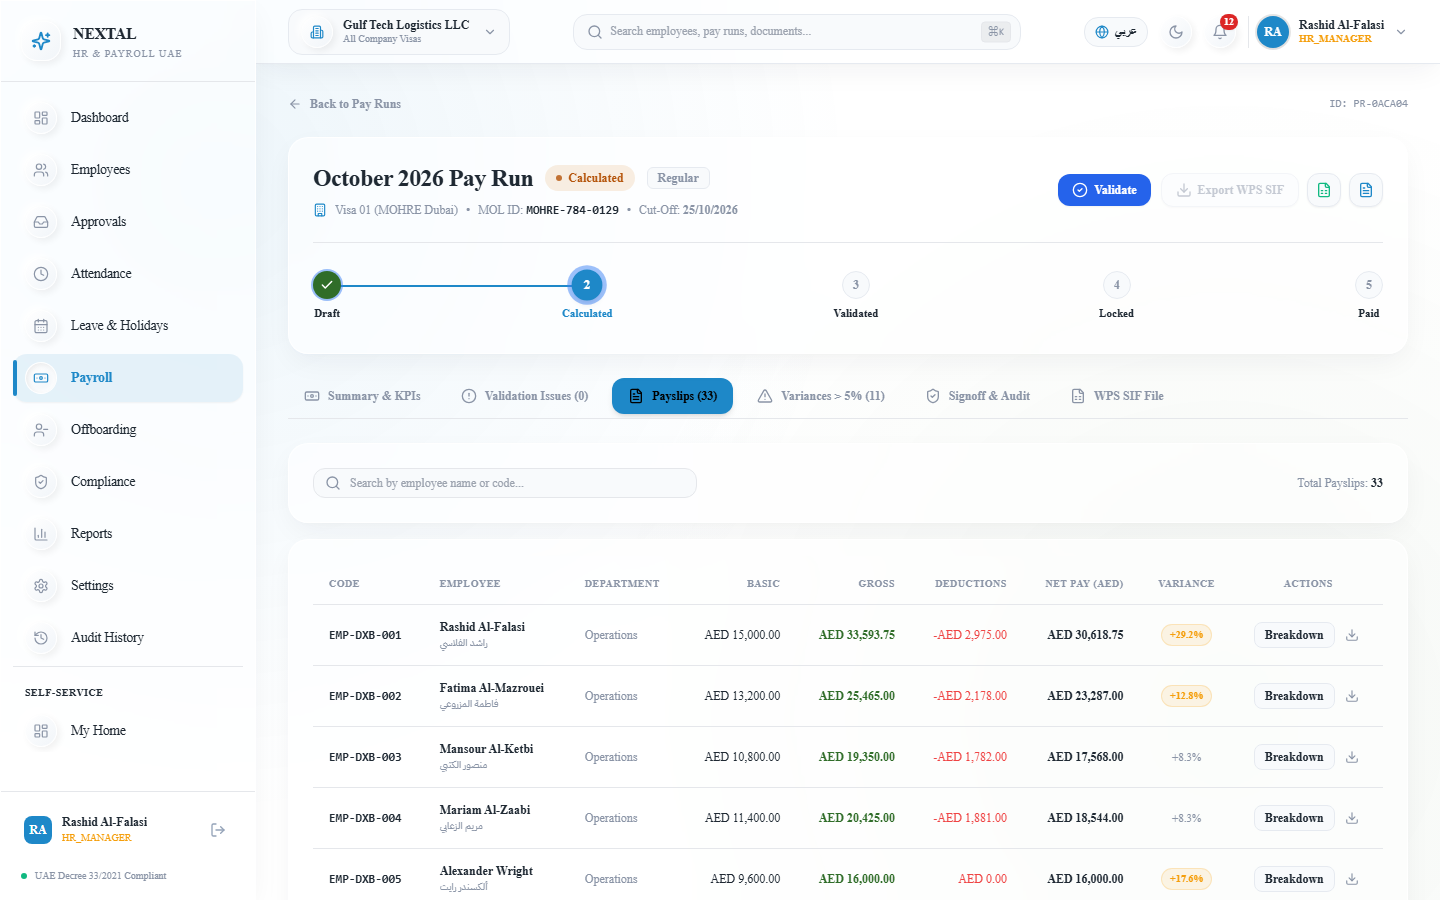 NEXTAL
HR & PAYROLL UAE
Gulf Tech Logistics LLC
All Company Visas
Search employees, pay runs, documents...
⌘K
عربي
12
RA
Rashid Al-Falasi
HR_MANAGER
Dashboard
Employees
Approvals
Attendance
Leave & Holidays
Payroll
Offboarding
Compliance
Reports
Settings
Audit History
SELF-SERVICE
My Home
RA
Rashid Al-Falasi
HR_MANAGER
UAE Decree 33/2021 Compliant
Back to Pay Runs
ID: PR-0ACA04
October 2026 Pay Run
Calculated
Regular
Visa 01 (MOHRE Dubai) • MOL ID: MOHRE-784-0129 • Cut-Off: 25/10/2026
Validate
Export WPS SIF
2
3
4
5
Draft
Calculated
Validated
Locked
Paid
Summary & KPIs
Validation Issues (0)
Payslips (33)
Variances > 5% (11)
Signoff & Audit
WPS SIF File
Search by employee name or code...
Total Payslips: 33
CODE EMPLOYEE DEPARTMENT BASIC GROSS DEDUCTIONS NET PAY (AED) VARIANCE ACTIONS
EMP-DXB-001 Rashid Al-Falasi Operations AED 15,000.00 AED 33,593.75 -AED 2,975.00 AED 30,618.75 +29.2% Breakdown
راشد الفلاسي
EMP-DXB-002 Fatima Al-Mazrouei Operations AED 13,200.00 AED 25,465.00 -AED 2,178.00 AED 23,287.00 +12.8% Breakdown
فاطمة المزروعي
EMP-DXB-003 Mansour Al-Ketbi Operations AED 10,800.00 AED 19,350.00 -AED 1,782.00 AED 17,568.00 +8.3% Breakdown
منصور الكتبي
EMP-DXB-004 Mariam Al-Zaabi Operations AED 11,400.00 AED 20,425.00 -AED 1,881.00 AED 18,544.00 +8.3% Breakdown
مريم الزعابي
EMP-DXB-005 Alexander Wright Operations AED 9,600.00 AED 16,000.00 AED 0.00 AED 16,000.00 +17.6% Breakdown
ألكسندر رايت